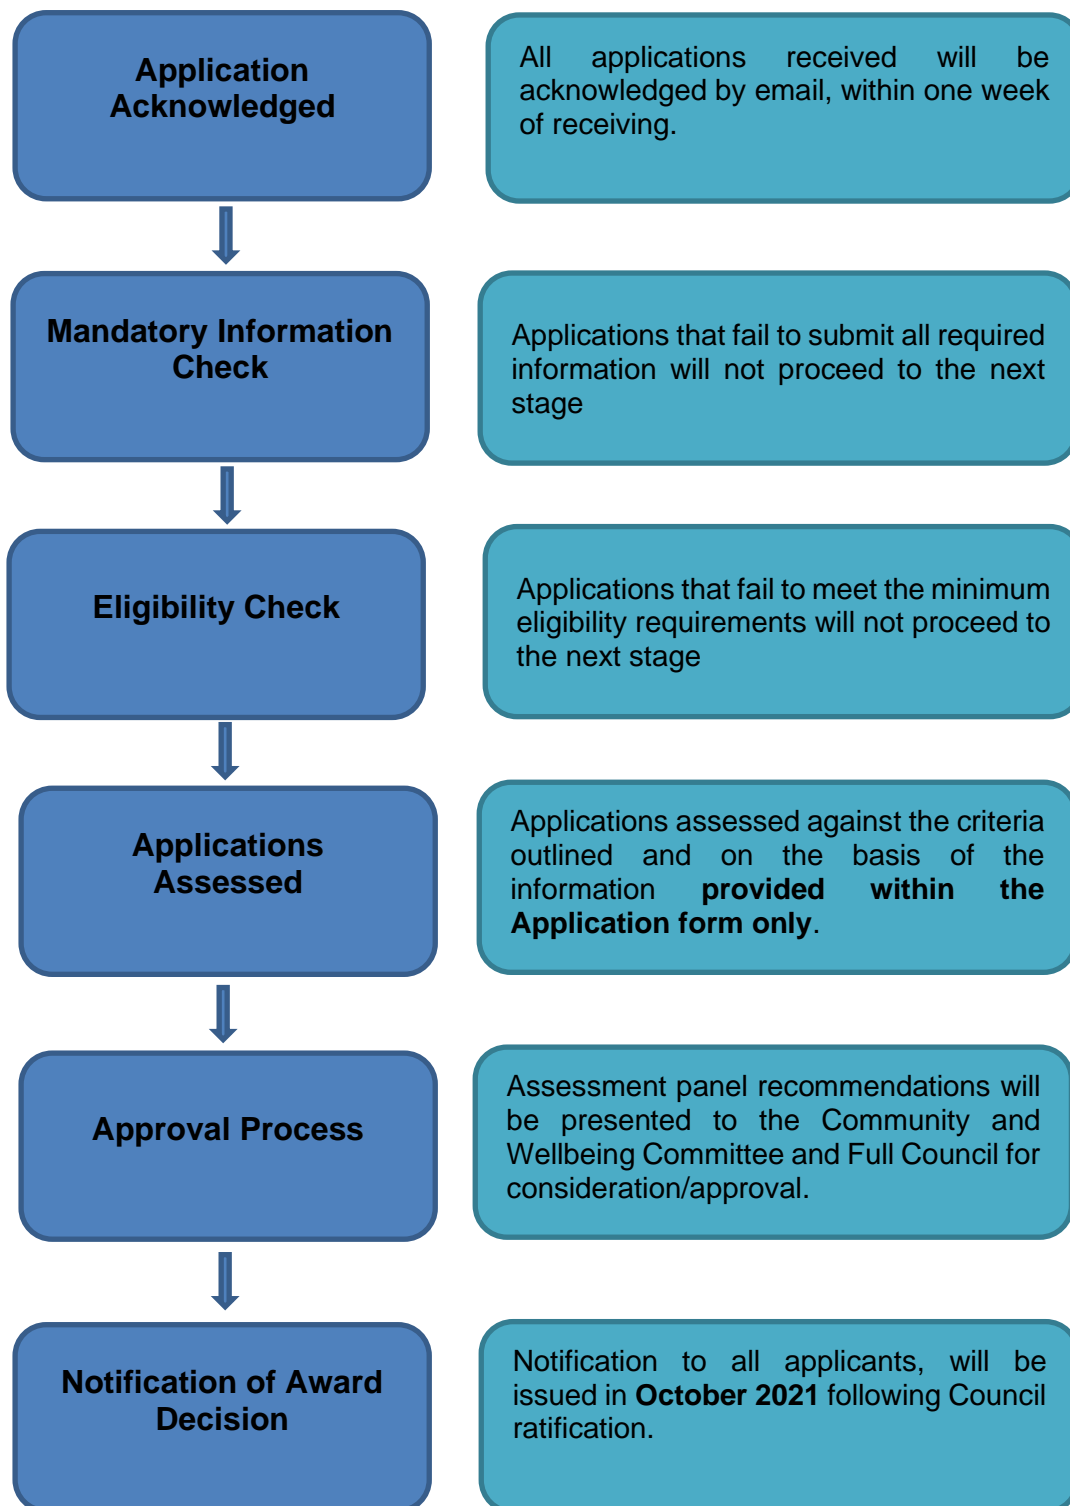 Application
Acknowledged
All applications received will be
acknowledged by email, within one week
of receiving.
Mandatory Information
Check
Applications that fail to submit all required
information will not proceed to the next
stage
Eligibility Check
Applications that fail to meet the minimum
eligibility requirements will not proceed to
the next stage
Applications
Assessed
Applications assessed against the criteria
outlined and on the basis of the
information provided within the
Application form only.
Approval Process
Assessment panel recommendations will
be presented to the Community and
Wellbeing Committee and Full Council for
consideration/approval.
Notification of Award
Decision
Notification to all applicants, will be
issued in October 2021 following Council
ratification.